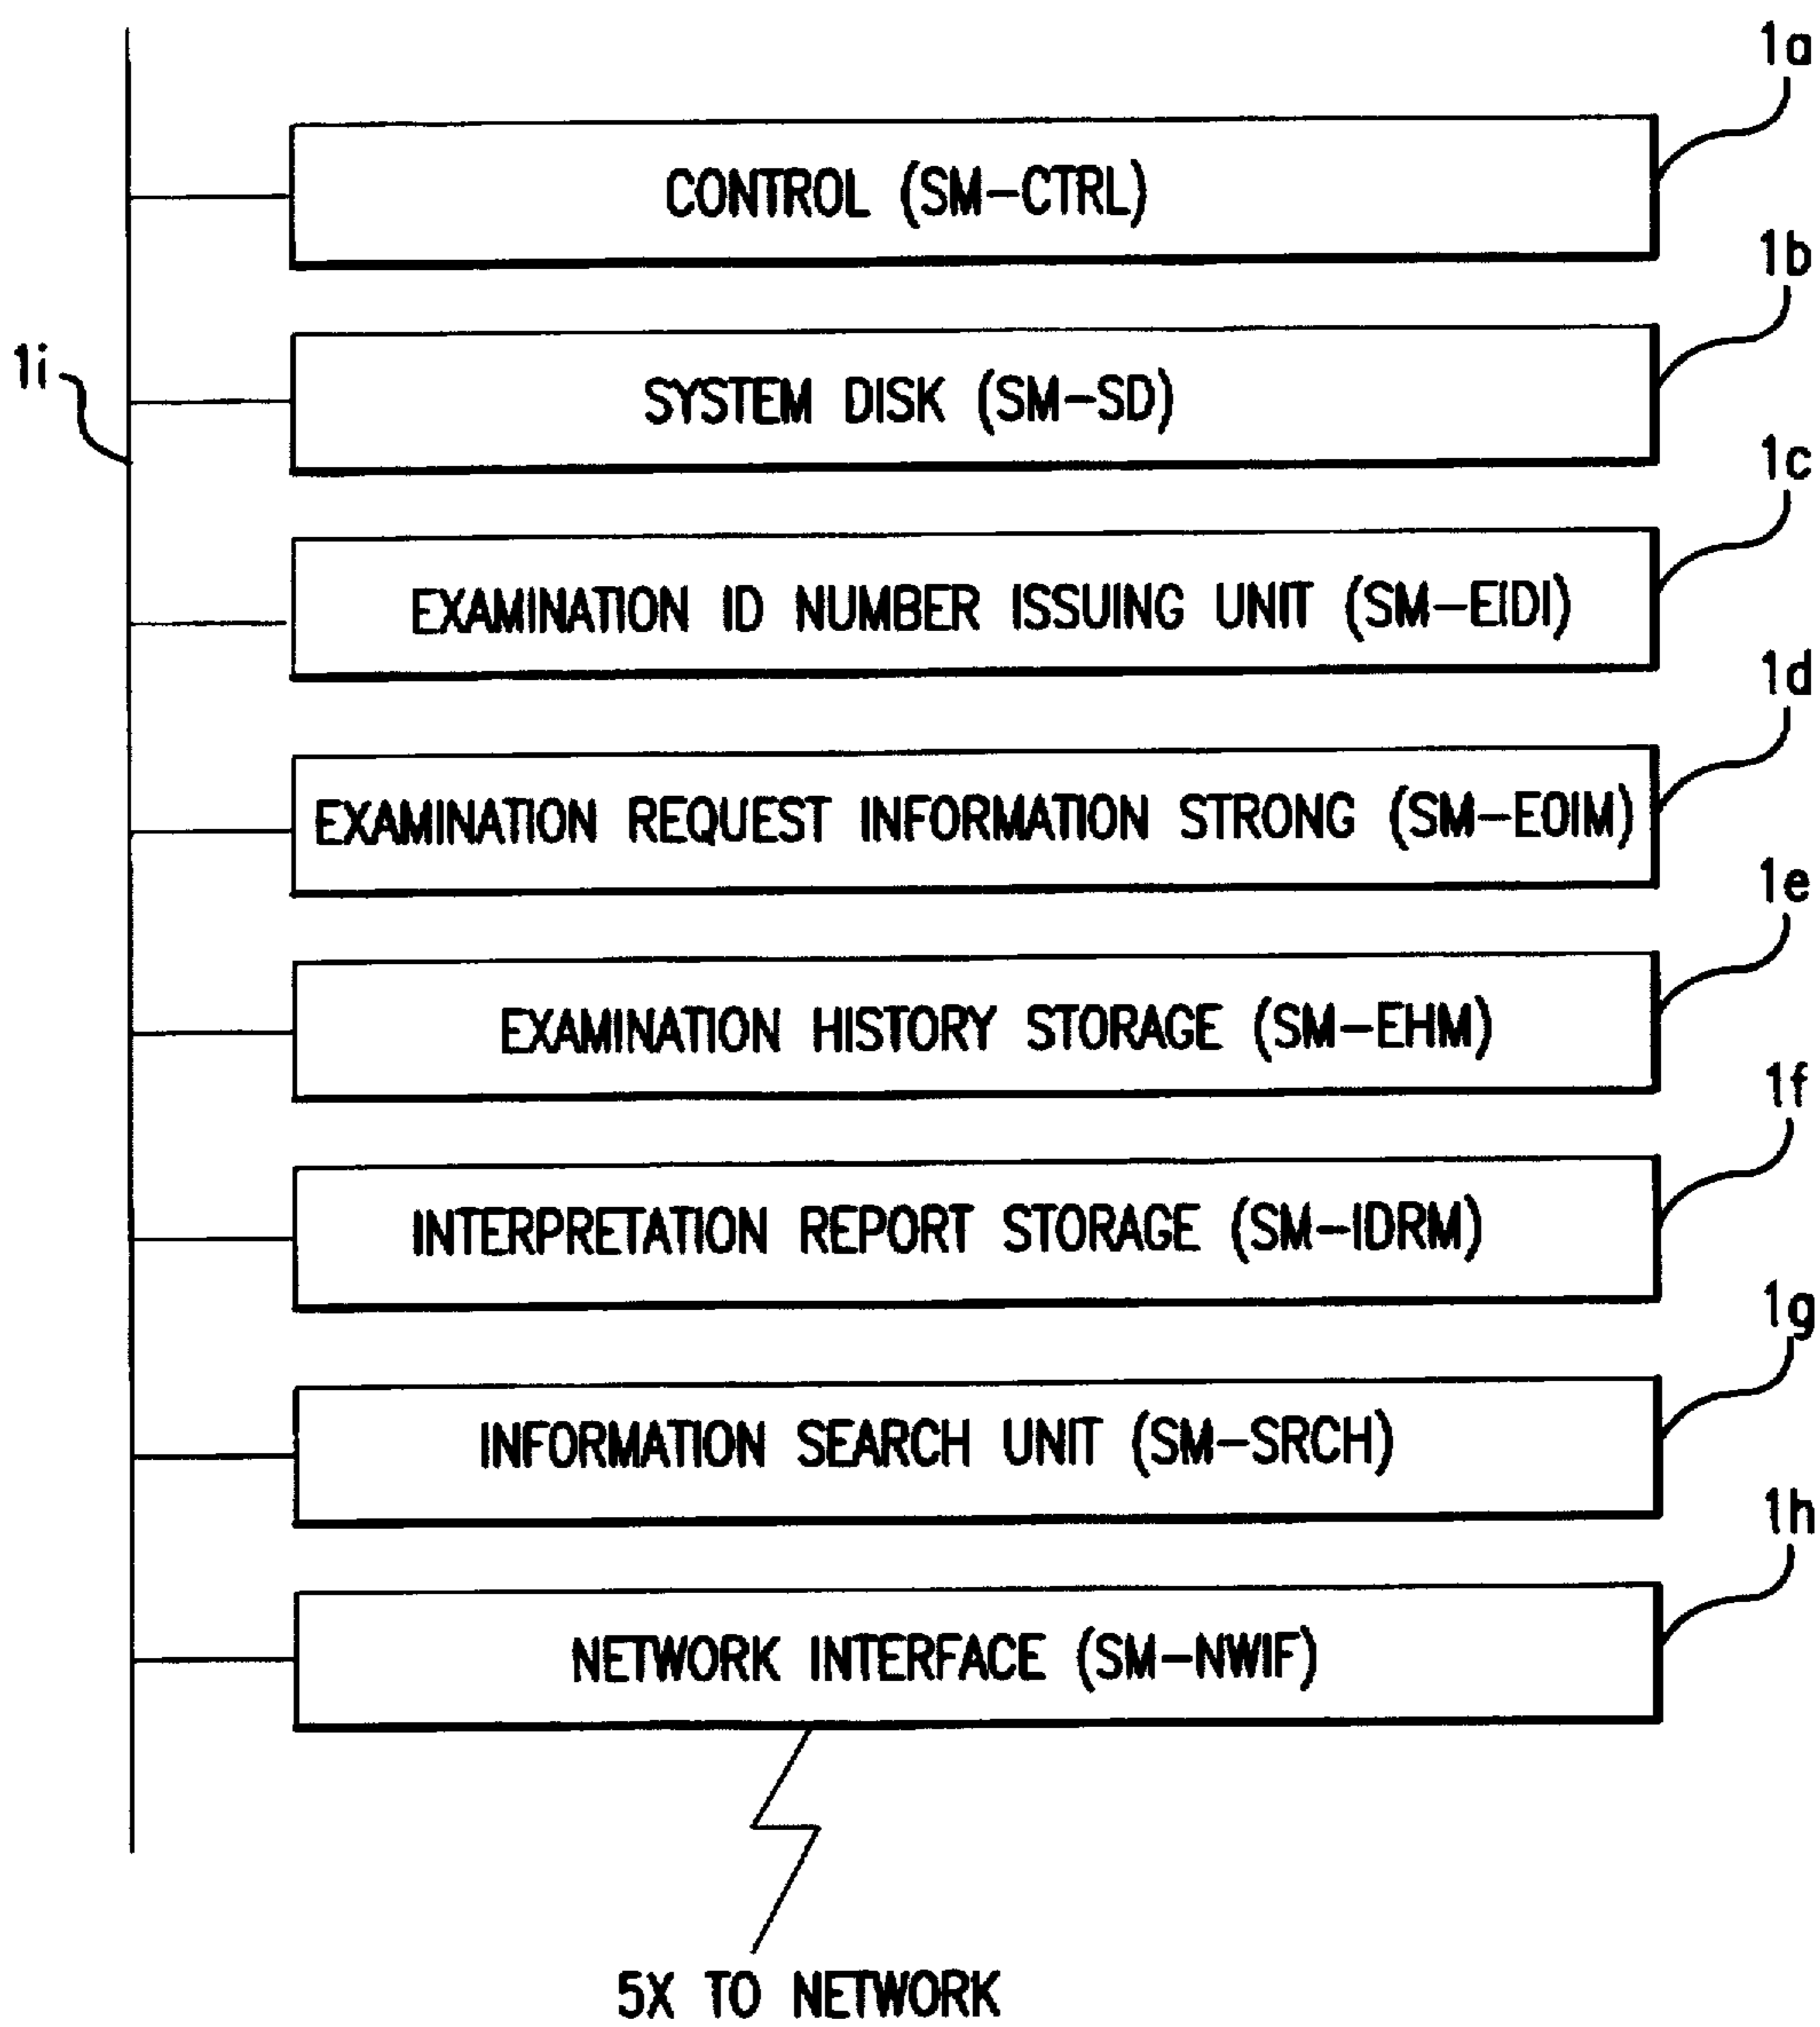 1a
CONTROL (SM-CTRL)
1b
1i
SYSTEM DISK (SM-SD)
1c
EXAMINATION ID NUMBER ISSUING UNIT (SM-EIDI)
1d
EXAMINATION REQUEST INFORMATION STRONG (SM-EOIM)
1e
EXAMINATION HISTORY STORAGE (SM-EHM)
1f
INTERPRETATION REPORT STORAGE (SM-IDRM)
1g
INFORMATION SEARCH UNIT (SM-SRCH)
1h
NETWORK INTERFACE (SM-NWIF)
5X TO NETWORK